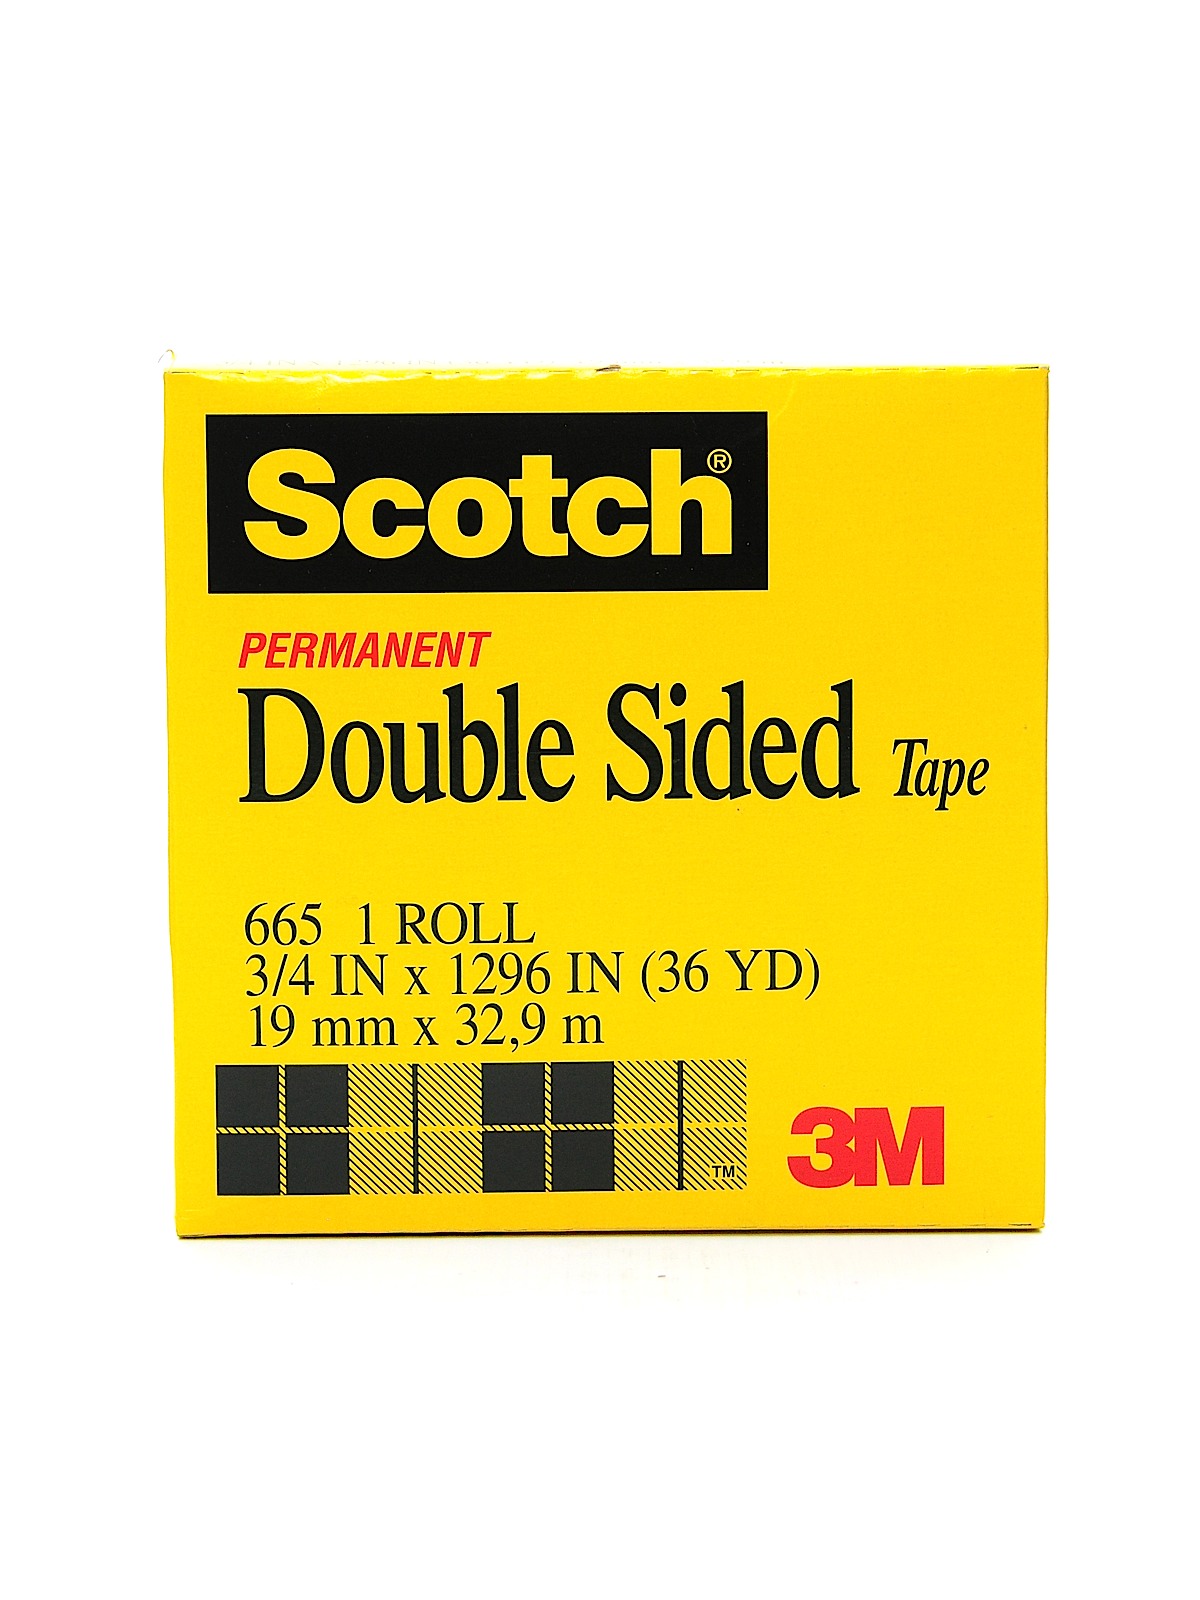 Scotch®
PERMANENT
Double Sided Tape
665 1 ROLL
3/4 IN x 1296 IN (36 YD)
19 mm x 32,9 m
TM
3M